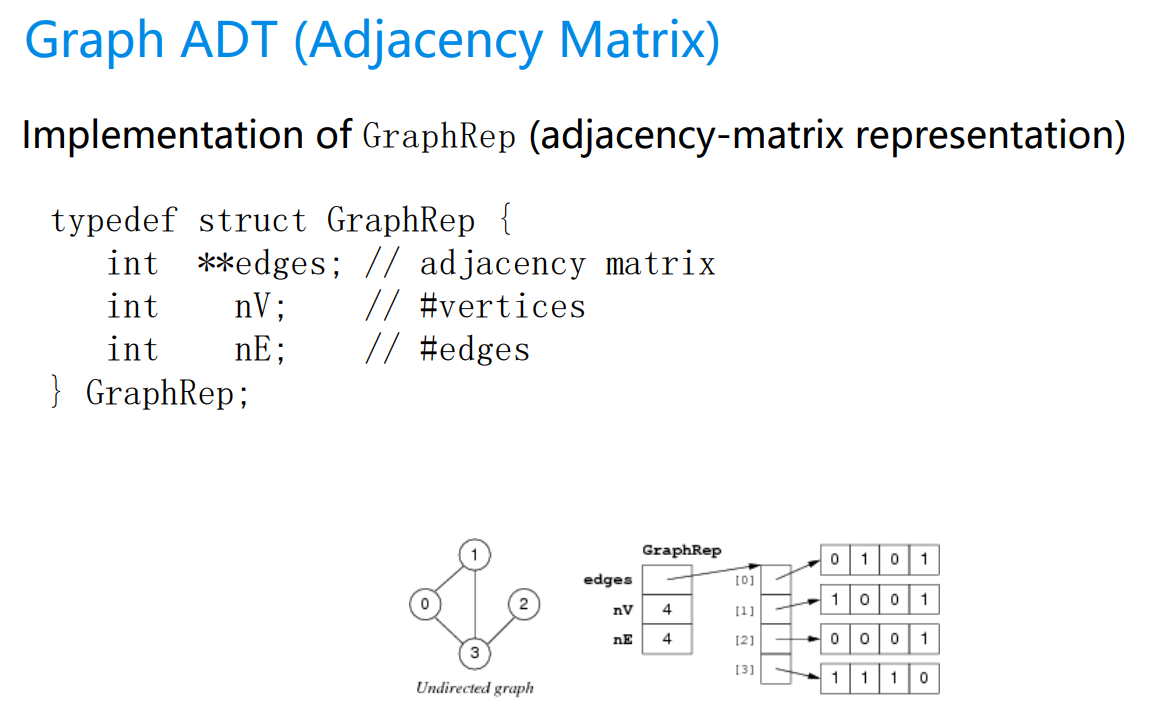 Graph ADT (Adjacency Matrix)
Implementation of GraphRep (adjacency-matrix representation)
typedef struct GraphRep {
int **edges; // adjacency matrix
int nV; // #vertices
int nE; // #edges
} GraphRep;
1
0
2
3
Undirected graph
GraphRep
edges
nV 4
nE 4
[0] 0 1 0 1
[1] 1 0 0 1
[2] 0 0 0 1
[3] 1 1 1 0